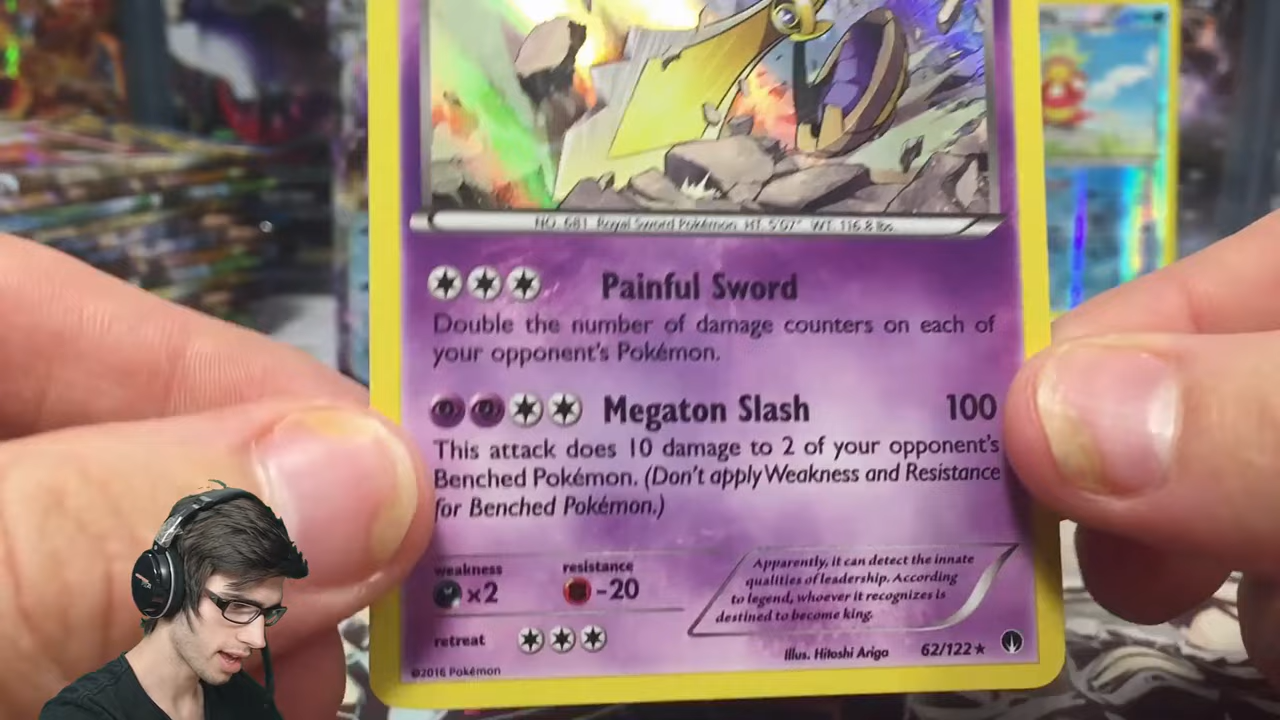 NO. 681 Royal Sword Pokémon HT. 5'07" WT. 116.8 lbs.
Painful Sword
Double the number of damage counters on each of
your opponent's Pokémon.
Megaton Slash 100
This attack does 10 damage to 2 of your opponent's
Benched Pokémon. (Don't apply Weakness and Resistance
for Benched Pokémon.)
weakness resistance
×2 -20
Apparently, it can detect the innate
qualities of leadership. According
to legend, whoever it recognizes is
destined to become king.
retreat
Illus. Hitoshi Ariga 62/122★
©2016 Pokémon